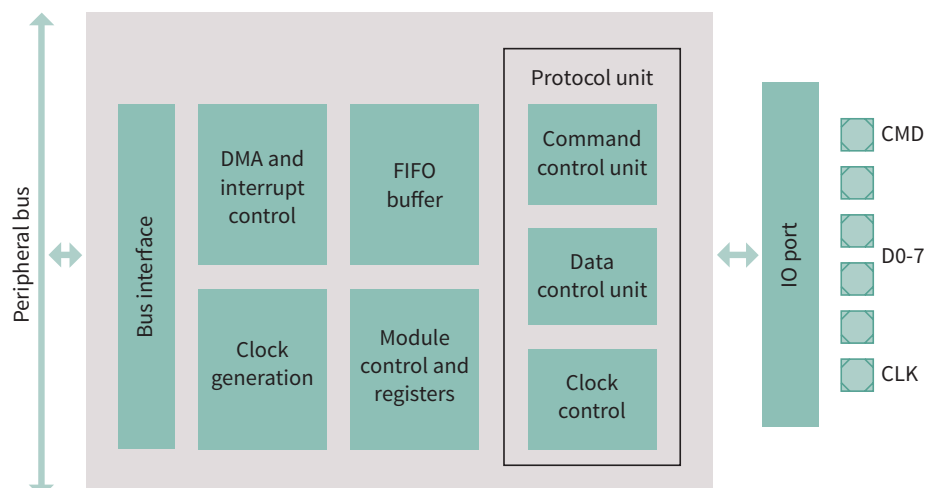 Peripheral bus
Bus interface
DMA and
interrupt
control
FIFO
buffer
Clock
generation
Module
control and
registers
Protocol unit
Command
control unit
Data
control unit
Clock
control
IO port
CMD
D0-7
CLK